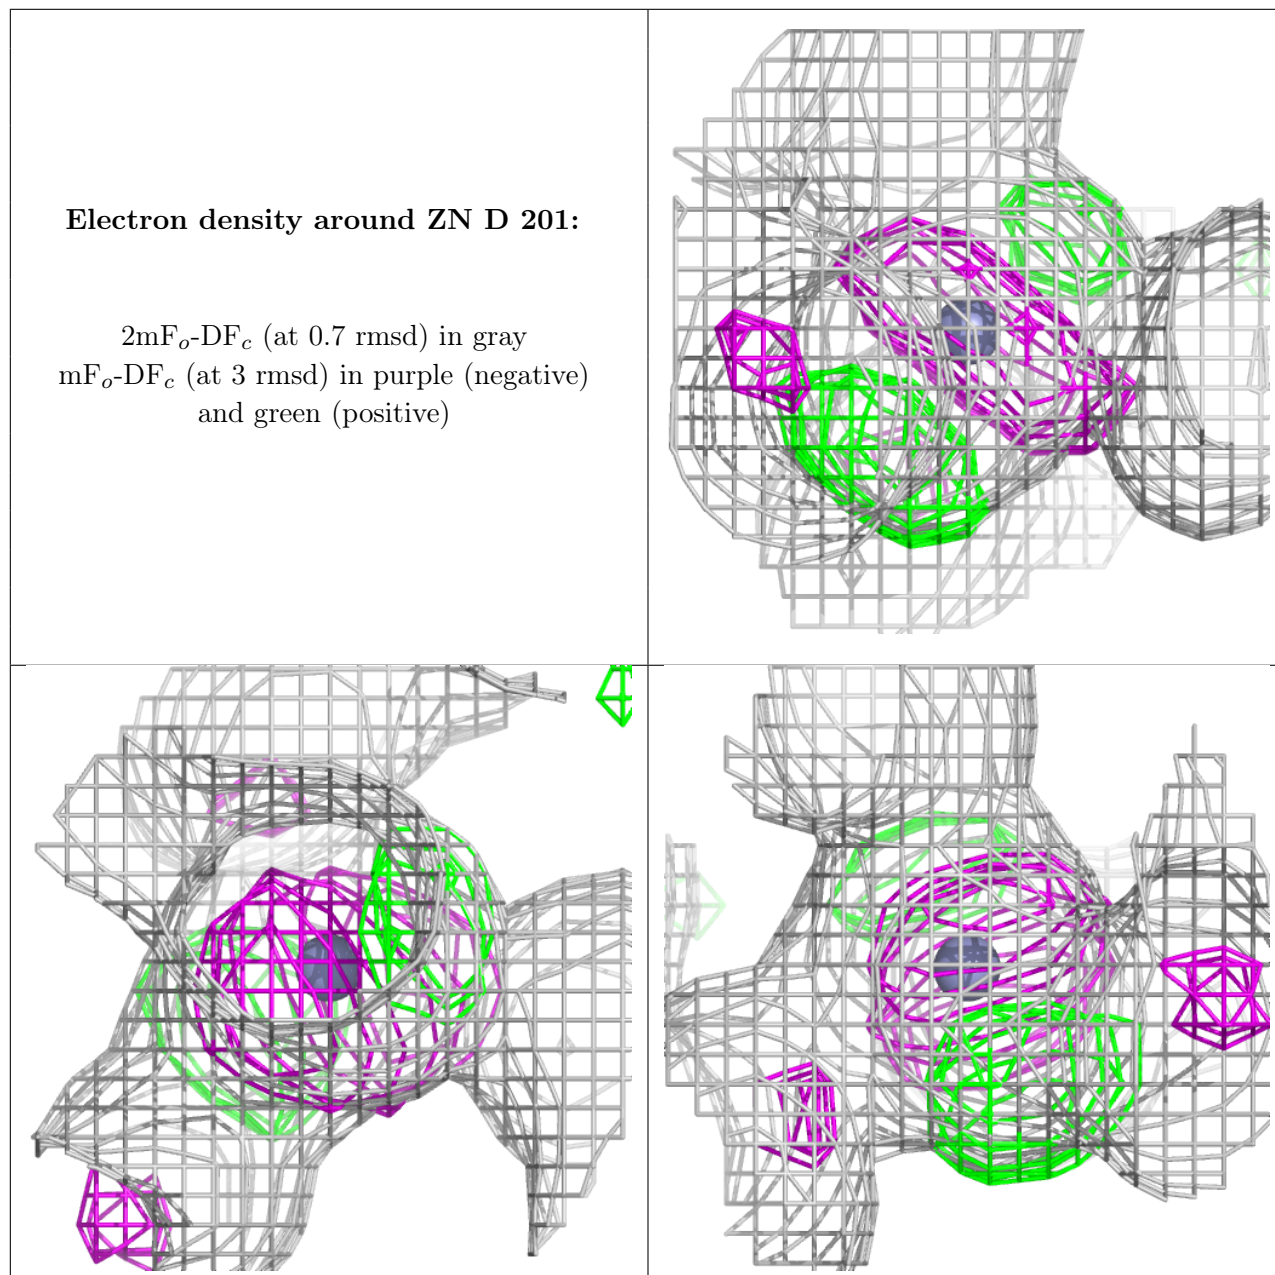 Electron density around ZN D 201:
2mFo-DFc (at 0.7 rmsd) in gray
mFo-DFc (at 3 rmsd) in purple (negative)
and green (positive)